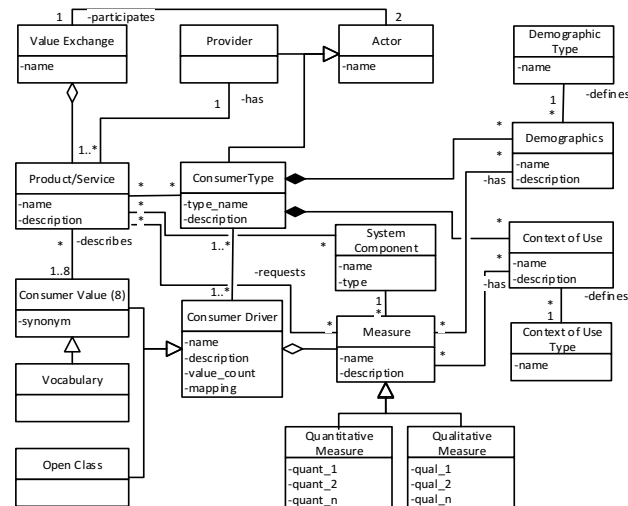 1
-participates
2
Value Exchange
-name
Provider
Actor
-name
Demographic
Type
-name
-defines
1
-has
1
*
1..*
*
Demographics
-name
-description
*
-has
Product/Service
-name
-description
*
*
*
*
ConsumerType
-type_name
-description
*
Context of Use
-name
-description
*
-has
-defines
System
Component
-name
-type
*
-describes
*
1..8
1..*
-requests
1..*
1
*
*
1
Consumer Value (8)
-synonym
Consumer Driver
-name
-description
-value_count
-mapping
*
Measure
-name
-description
*
*
Context of Use
Type
-name
Vocabulary
Open Class
Quantitative
Measure
-quant_1
-quant_2
-quant_n
Qualitative
Measure
-qual_1
-qual_2
-qual_n